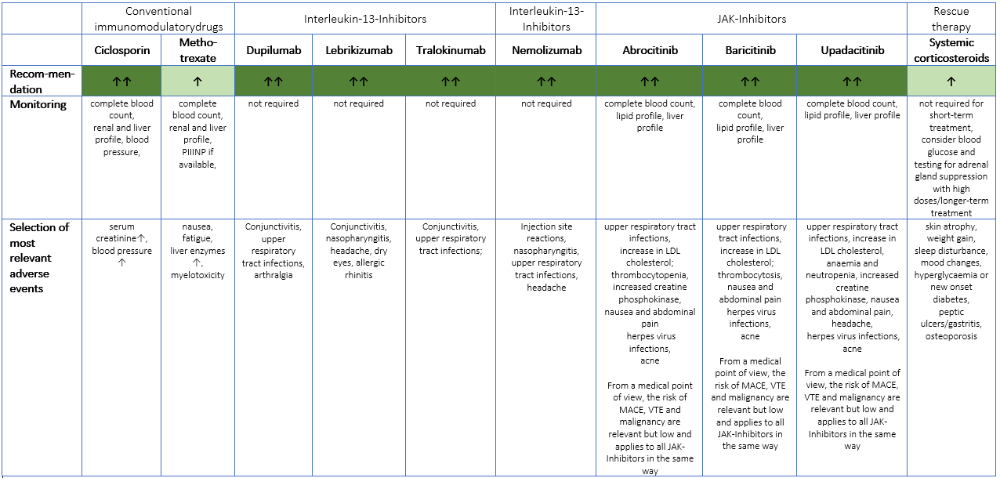 Conventional
immunomodulatorydrugs
Interleukin-13-Inhibitors
Interleukin-13-
Inhibitors
JAK-Inhibitors
Rescue
therapy
Ciclosporin
Metho-
trexate
Dupilumab
Lebrikizumab
Tralokinumab
Nemolizumab
Abrocitinib
Baricitinib
Upadacitinib
Systemic
corticosteroids
Recom-men-
dation
↑↑
↑
↑↑
↑↑
↑↑
↑↑
↑↑
↑↑
↑↑
↑
Monitoring
complete blood
count,
renal and liver
profile, blood
pressure,
complete
blood count,
renal and liver
profile,
PIIINP if
available,
not required
not required
not required
not required
complete blood count,
lipid profile, liver
profile
complete blood
count,
lipid profile, liver
profile
complete blood count,
lipid profile, liver profile
not required for
short-term
treatment,
consider blood
glucose and
testing for adrenal
gland suppression
with high
doses/longer-term
treatment
Selection of
most
relevant
adverse
events
serum
creatinine↑,
blood pressure
↑
nausea,
fatigue,
liver enzymes
↑,
myelotoxicity
Conjunctivitis,
upper
respiratory
tract infections,
arthralgia
Conjunctivitis,
nasopharyngitis,
headache, dry
eyes, allergic
rhinitis
Conjunctivitis,
upper respiratory
tract infections;
Injection site
reactions,
nasopharyngitis,
upper respiratory
tract infections,
headache
upper respiratory tract
infections,
increase in LDL
cholesterol;
thrombocytopenia,
increased creatine
phosphokinase,
nausea and abdominal
pain
herpes virus
infections,
acne
From a medical point
of view, the risk of
MACE, VTE and
malignancy are
relevant but low and
applies to all JAK-
Inhibitors in the same
way
upper respiratory
tract infections,
increase in LDL
cholesterol;
thrombocytosis,
nausea and
abdominal pain
herpes virus
infections,
acne
From a medical
point of view, the
risk of MACE, VTE
and malignancy are
relevant but low
and applies to all
JAK-Inhibitors in
the same way
upper respiratory tract
infections, increase in
LDL cholesterol,
anaemia and
neutropenia, increased
creatine
phosphokinase, nausea
and abdominal pain,
headache,
herpes virus infections,
acne
From a medical point of
view, the risk of MACE,
VTE and malignancy are
relevant but low and
applies to all JAK-
Inhibitors in the same
way
skin atrophy,
weight gain,
sleep disturbance,
mood changes,
hyperglycaemia or
new onset
diabetes,
peptic
ulcers/gastritis,
osteoporosis